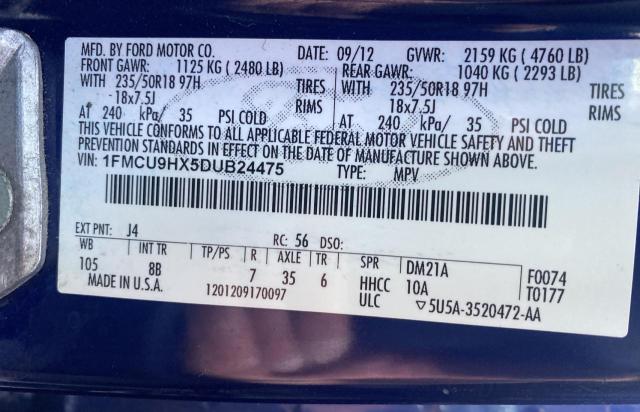 MFD. BY FORD MOTOR CO. DATE: 09/12 GVWR: 2159 KG ( 4760 LB)
FRONT GAWR: 1125 KG ( 2480 LB) REAR GAWR: 1040 KG ( 2293 LB)
WITH 235/50R18 97H TIRES WITH 235/50R18 97H TIRES
18x7.5J RIMS 18x7.5J RIMS
AT 240 kPa/ 35 PSI COLD AT 240 kPa/ 35 PSI COLD
THIS VEHICLE CONFORMS TO ALL APPLICABLE FEDERAL MOTOR VEHICLE SAFETY AND THEFT
PREVENTION STANDARDS IN EFFECT ON THE DATE OF MANUFACTURE SHOWN ABOVE.
VIN: 1FMCU9HX5DUB24475 TYPE: MPV
EXT PNT: J4 RC: 56 DSO:
WB INT TR TP/PS R AXLE TR SPR DM21A F0074
105 8B 7 35 6 HHCC 10A T0177
MADE IN U.S.A. 1201209170097 ULC ▽5U5A-3520472-AA